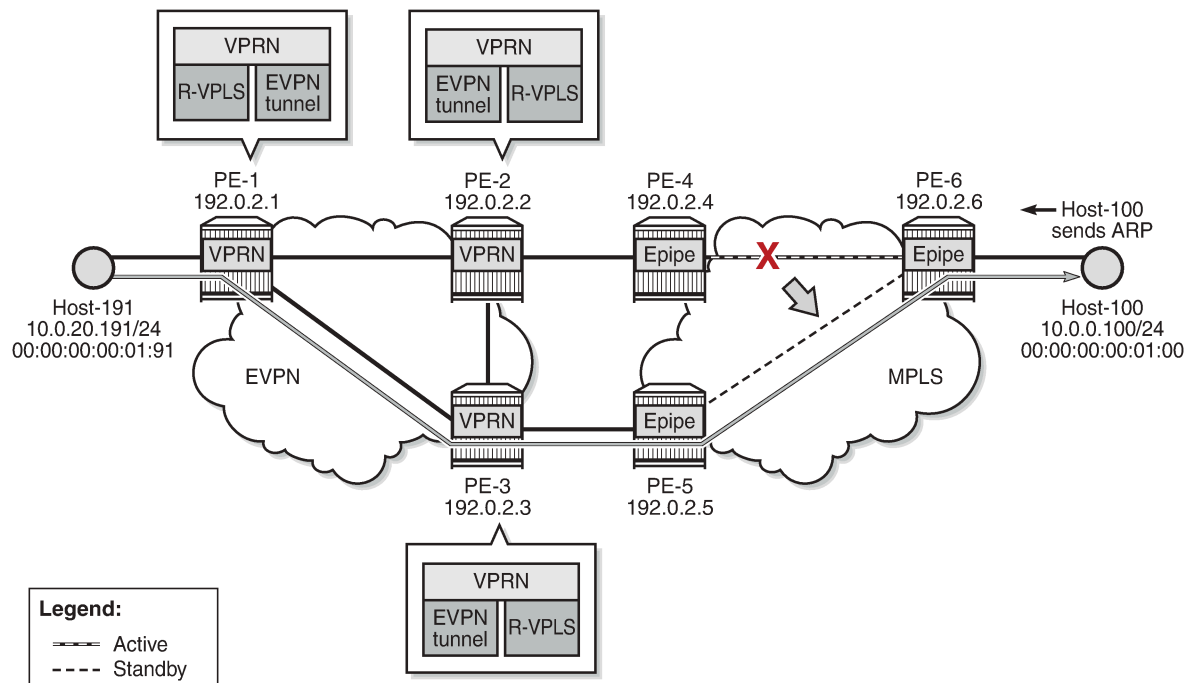 VPRN
R-VPLS
EVPN
tunnel
VPRN
EVPN
tunnel
R-VPLS
PE-1
192.0.2.1
PE-2
192.0.2.2
PE-4
192.0.2.4
PE-6
192.0.2.6
Host-100
sends ARP
VPRN
VPRN
Epipe
X
Epipe
Host-191
10.0.20.191/24
00:00:00:00:01:91
Host-100
10.0.0.100/24
00:00:00:00:01:00
EVPN
MPLS
VPRN
Epipe
PE-3
192.0.2.3
PE-5
192.0.2.5
VPRN
EVPN
tunnel
R-VPLS
Legend:
Active
Standby